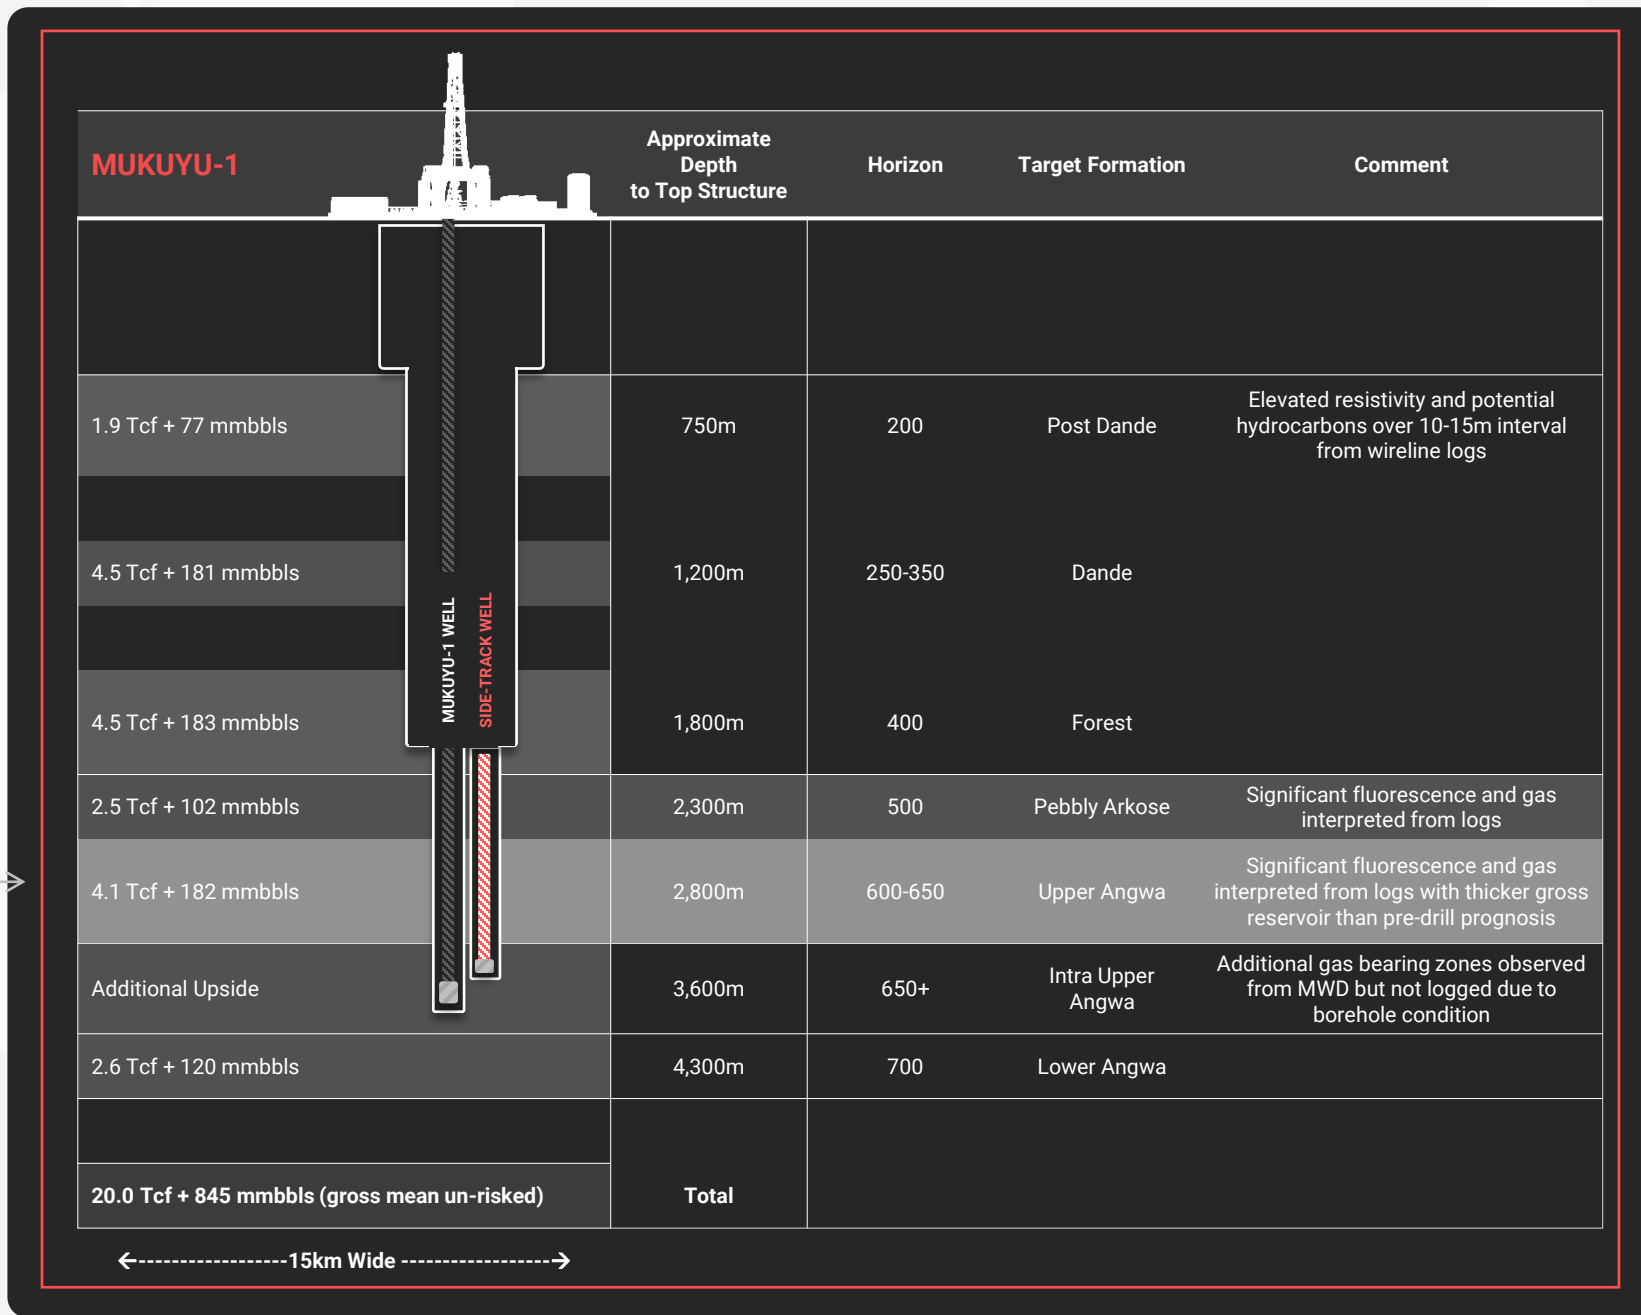 MUKUYU-1
Approximate
Depth
to Top Structure
Horizon
Target Formation
Comment
1.9 Tcf + 77 mmbbls
750m
200
Post Dande
Elevated resistivity and potential
hydrocarbons over 10-15m interval
from wireline logs
4.5 Tcf + 181 mmbbls
1,200m
250-350
Dande
MUKUYU-1 WELL
SIDE-TRACK WELL
4.5 Tcf + 183 mmbbls
1,800m
400
Forest
2.5 Tcf + 102 mmbbls
2,300m
500
Pebbly Arkose
Significant fluorescence and gas
interpreted from logs
4.1 Tcf + 182 mmbbls
2,800m
600-650
Upper Angwa
Significant fluorescence and gas
interpreted from logs with thicker gross
reservoir than pre-drill prognosis
Additional Upside
3,600m
650+
Intra Upper
Angwa
Additional gas bearing zones observed
from MWD but not logged due to
borehole condition
2.6 Tcf + 120 mmbbls
4,300m
700
Lower Angwa
20.0 Tcf + 845 mmbbls (gross mean un-risked)
Total
15km Wide